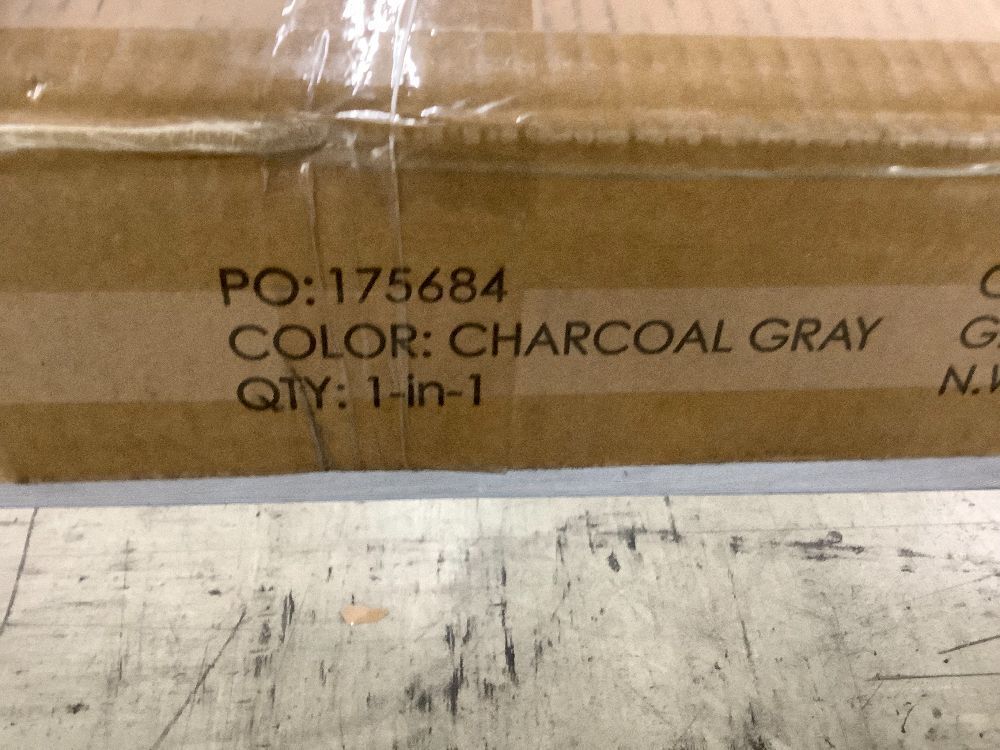 PO: 175684
COLOR: CHARCOAL GRAY
QTY: 1-in-1